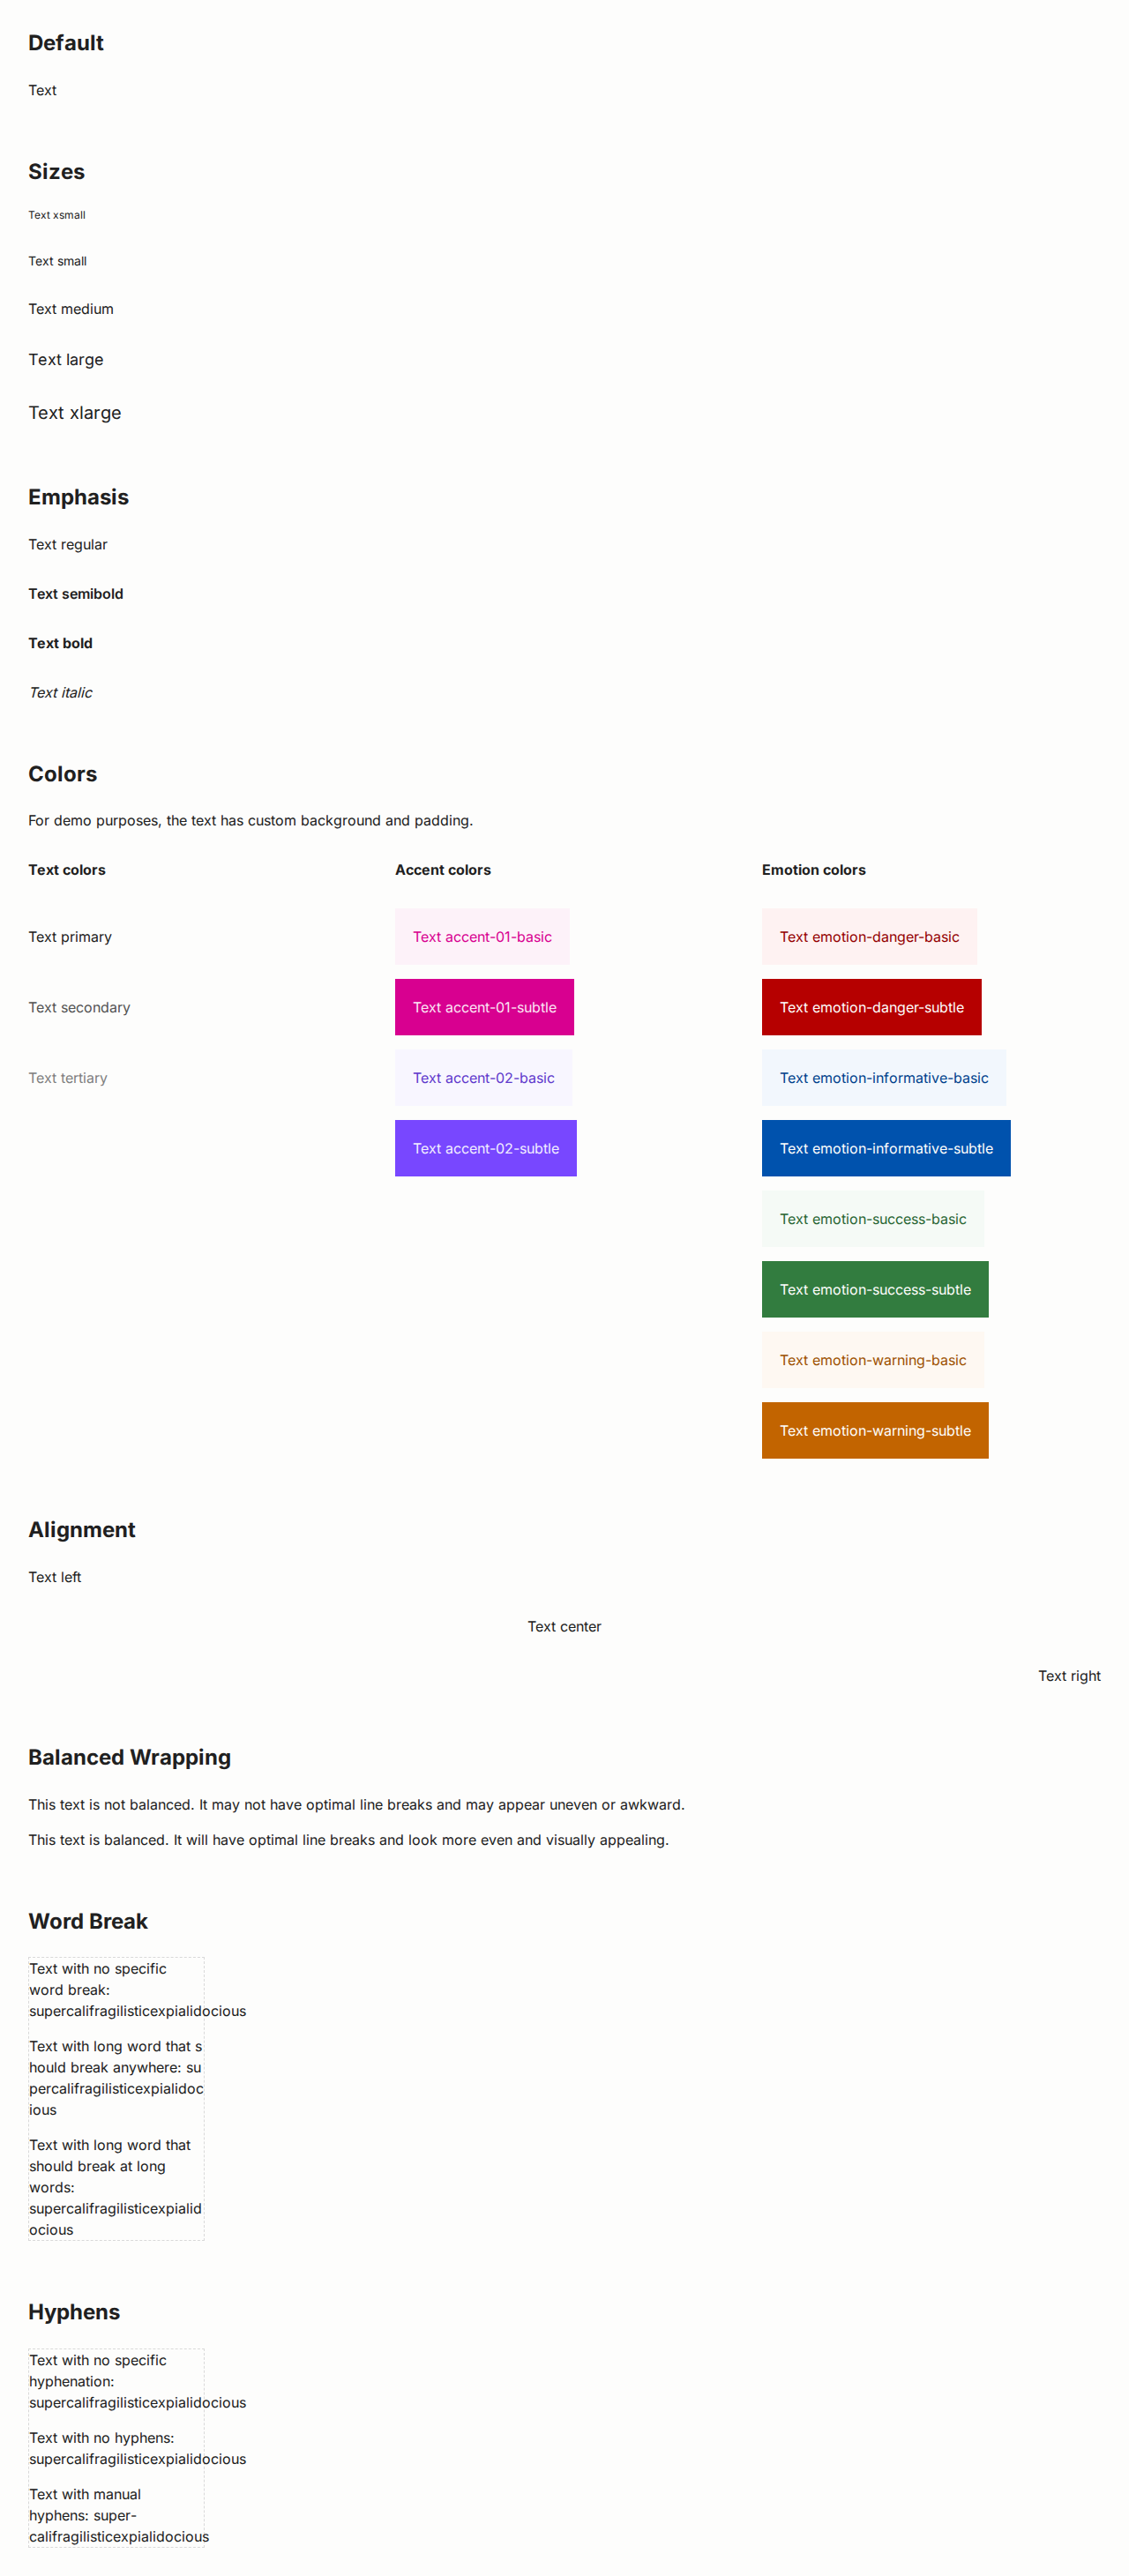 Default
Text
Sizes
Text xsmall
Text small
Text medium
Text large
Text xlarge
Emphasis
Text regular
Text semibold
Text bold
Text italic
Colors
For demo purposes, the text has custom background and padding.
Text colors
Text primary
Text secondary
Text tertiary
Accent colors
Text accent-01-basic
Text accent-01-subtle
Text accent-02-basic
Text accent-02-subtle
Emotion colors
Text emotion-danger-basic
Text emotion-danger-subtle
Text emotion-informative-basic
Text emotion-informative-subtle
Text emotion-success-basic
Text emotion-success-subtle
Text emotion-warning-basic
Text emotion-warning-subtle
Alignment
Text left
Text center
Text right
Balanced Wrapping
This text is not balanced. It may not have optimal line breaks and may appear uneven or awkward.
This text is balanced. It will have optimal line breaks and look more even and visually appealing.
Word Break
Text with no specific
word break:
supercalifragilisticexpialidocious
Text with long word that s
hould break anywhere: su
percalifragilisticexpialidoc
ious
Text with long word that
should break at long
words:
supercalifragilisticexpialid
ocious
Hyphens
Text with no specific
hyphenation:
supercalifragilisticexpialidocious
Text with no hyphens:
supercalifragilisticexpialidocious
Text with manual
hyphens: super-
califragilisticexpialidocious